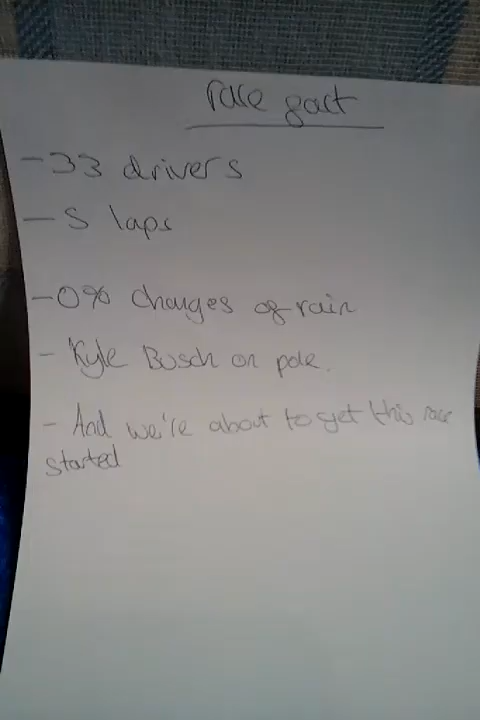 race gact
- 33 drivers
- 5 laps
- 0% changes of rain
- Kyle Busch on pole.
- And we're about to get this race
started